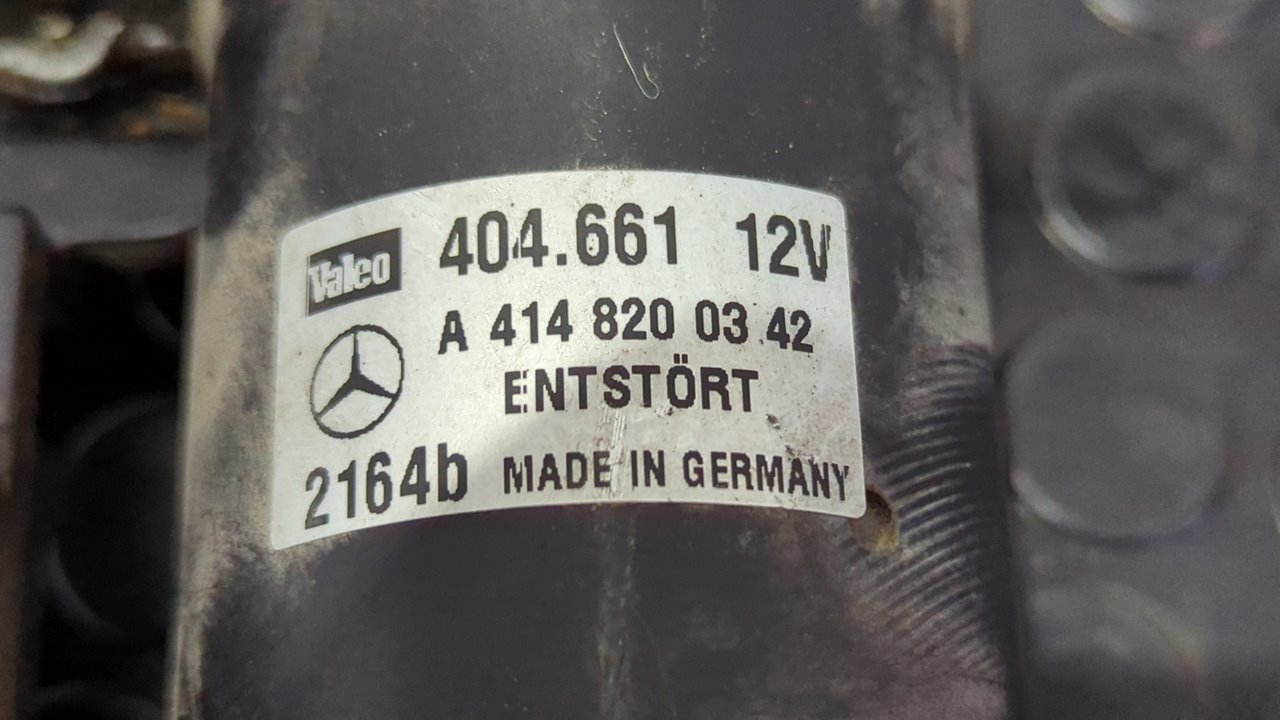 Valeo 404.661 12V
A 414 820 03 42
ENTSTÖRT
2164b MADE IN GERMANY